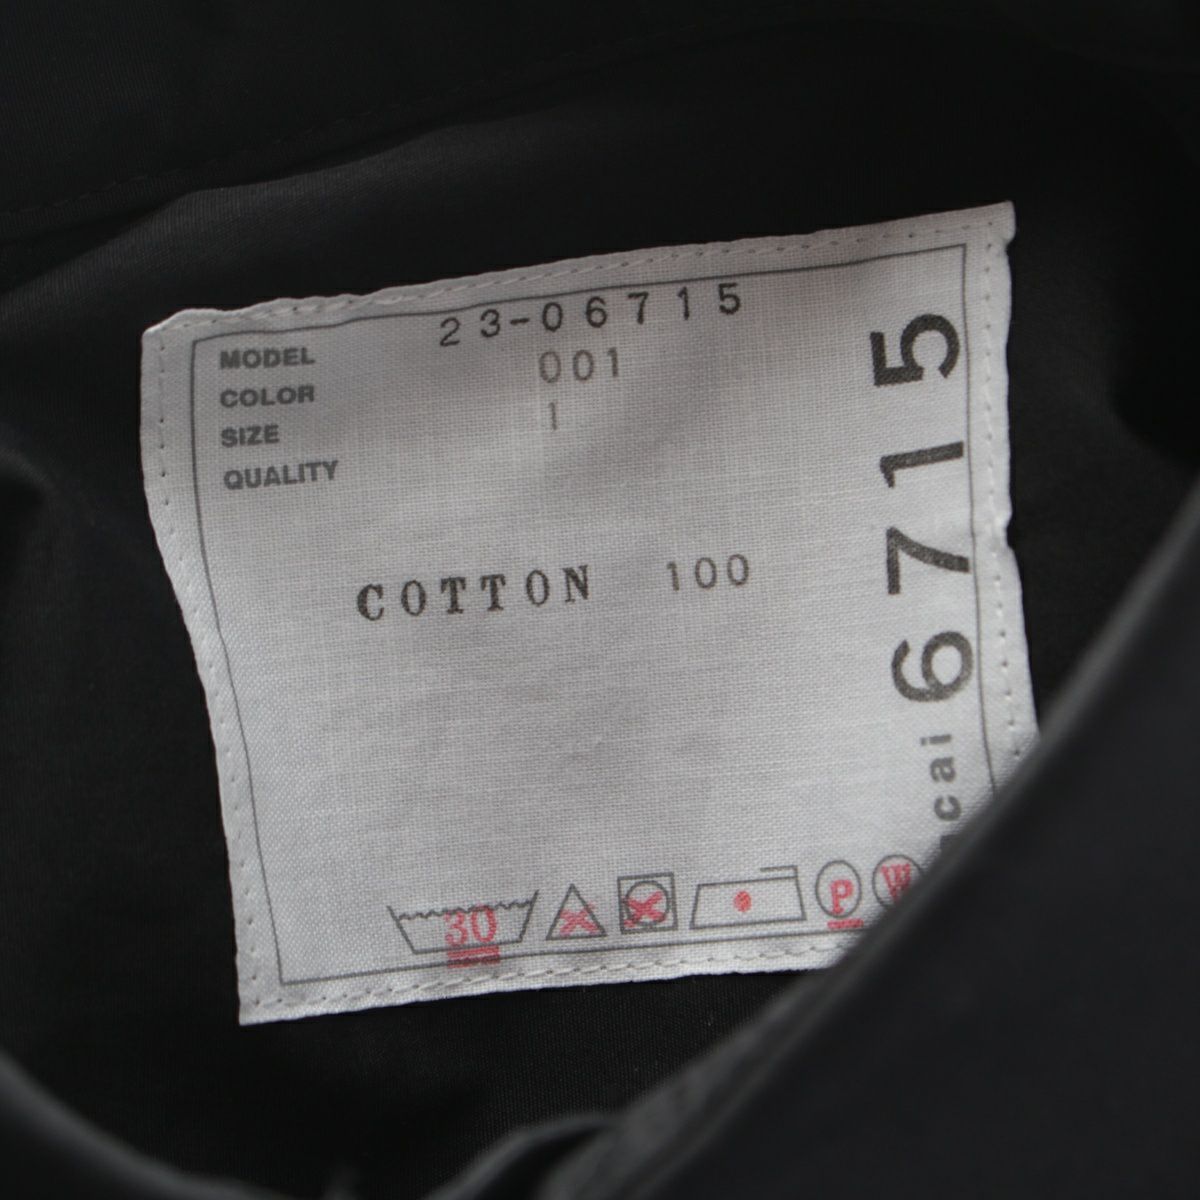 MODEL 23-06715
COLOR 001
SIZE 1
QUALITY
COTTON 100
30 P W
6715